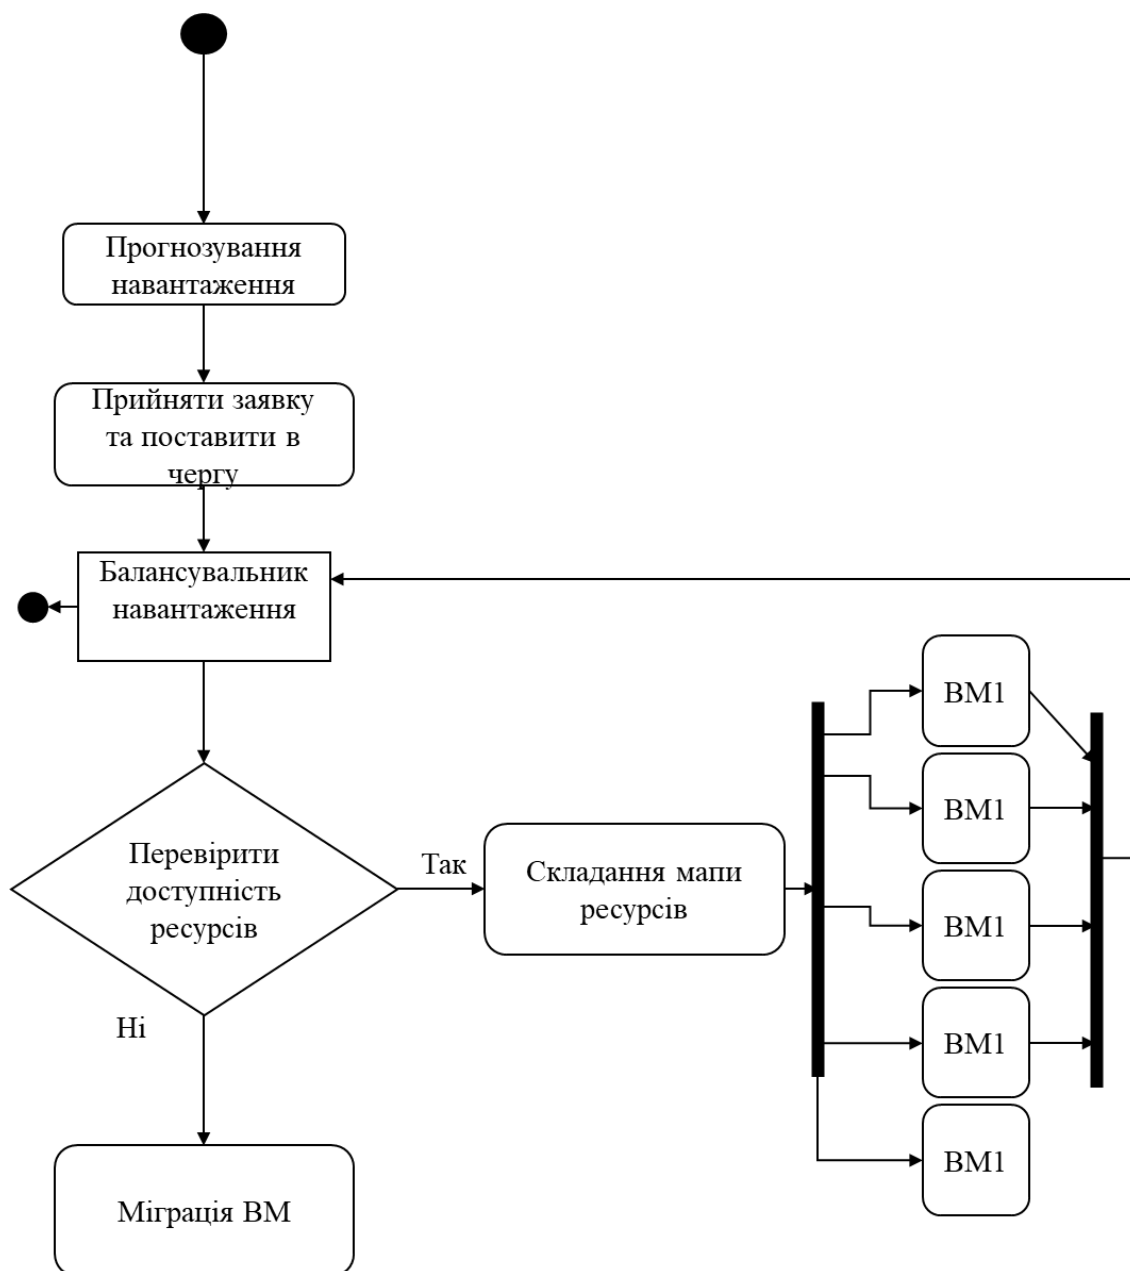 Прогнозування
навантаження
Прийняти заявку
та поставити в
чергу
Балансувальник
навантаження
Перевірити
доступність
ресурсів
Так
Складання мапи
ресурсів
ВМ1
ВМ1
ВМ1
ВМ1
ВМ1
Ні
Міграція ВМ